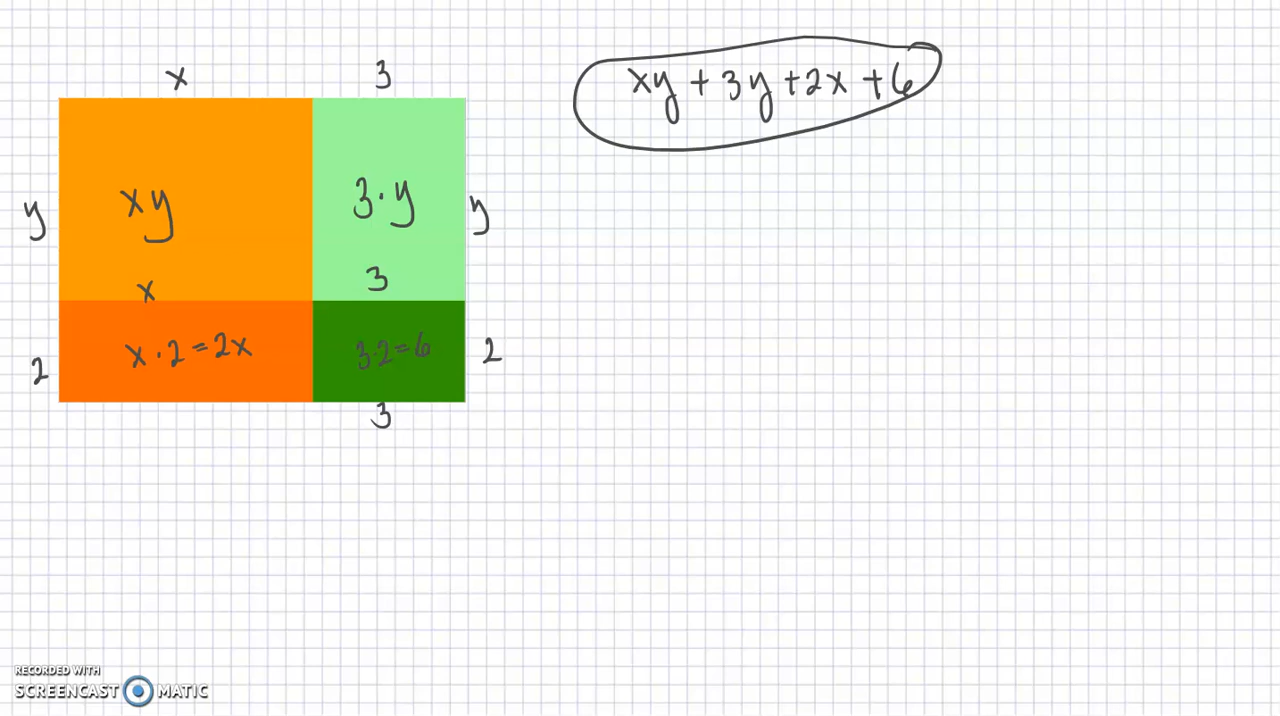 x 3
xy + 3y + 2x + 6
y xy 3·y y
x 3
2 x·2=2x 3·2=6 2
3
RECORDED WITH
SCREENCAST MATIC